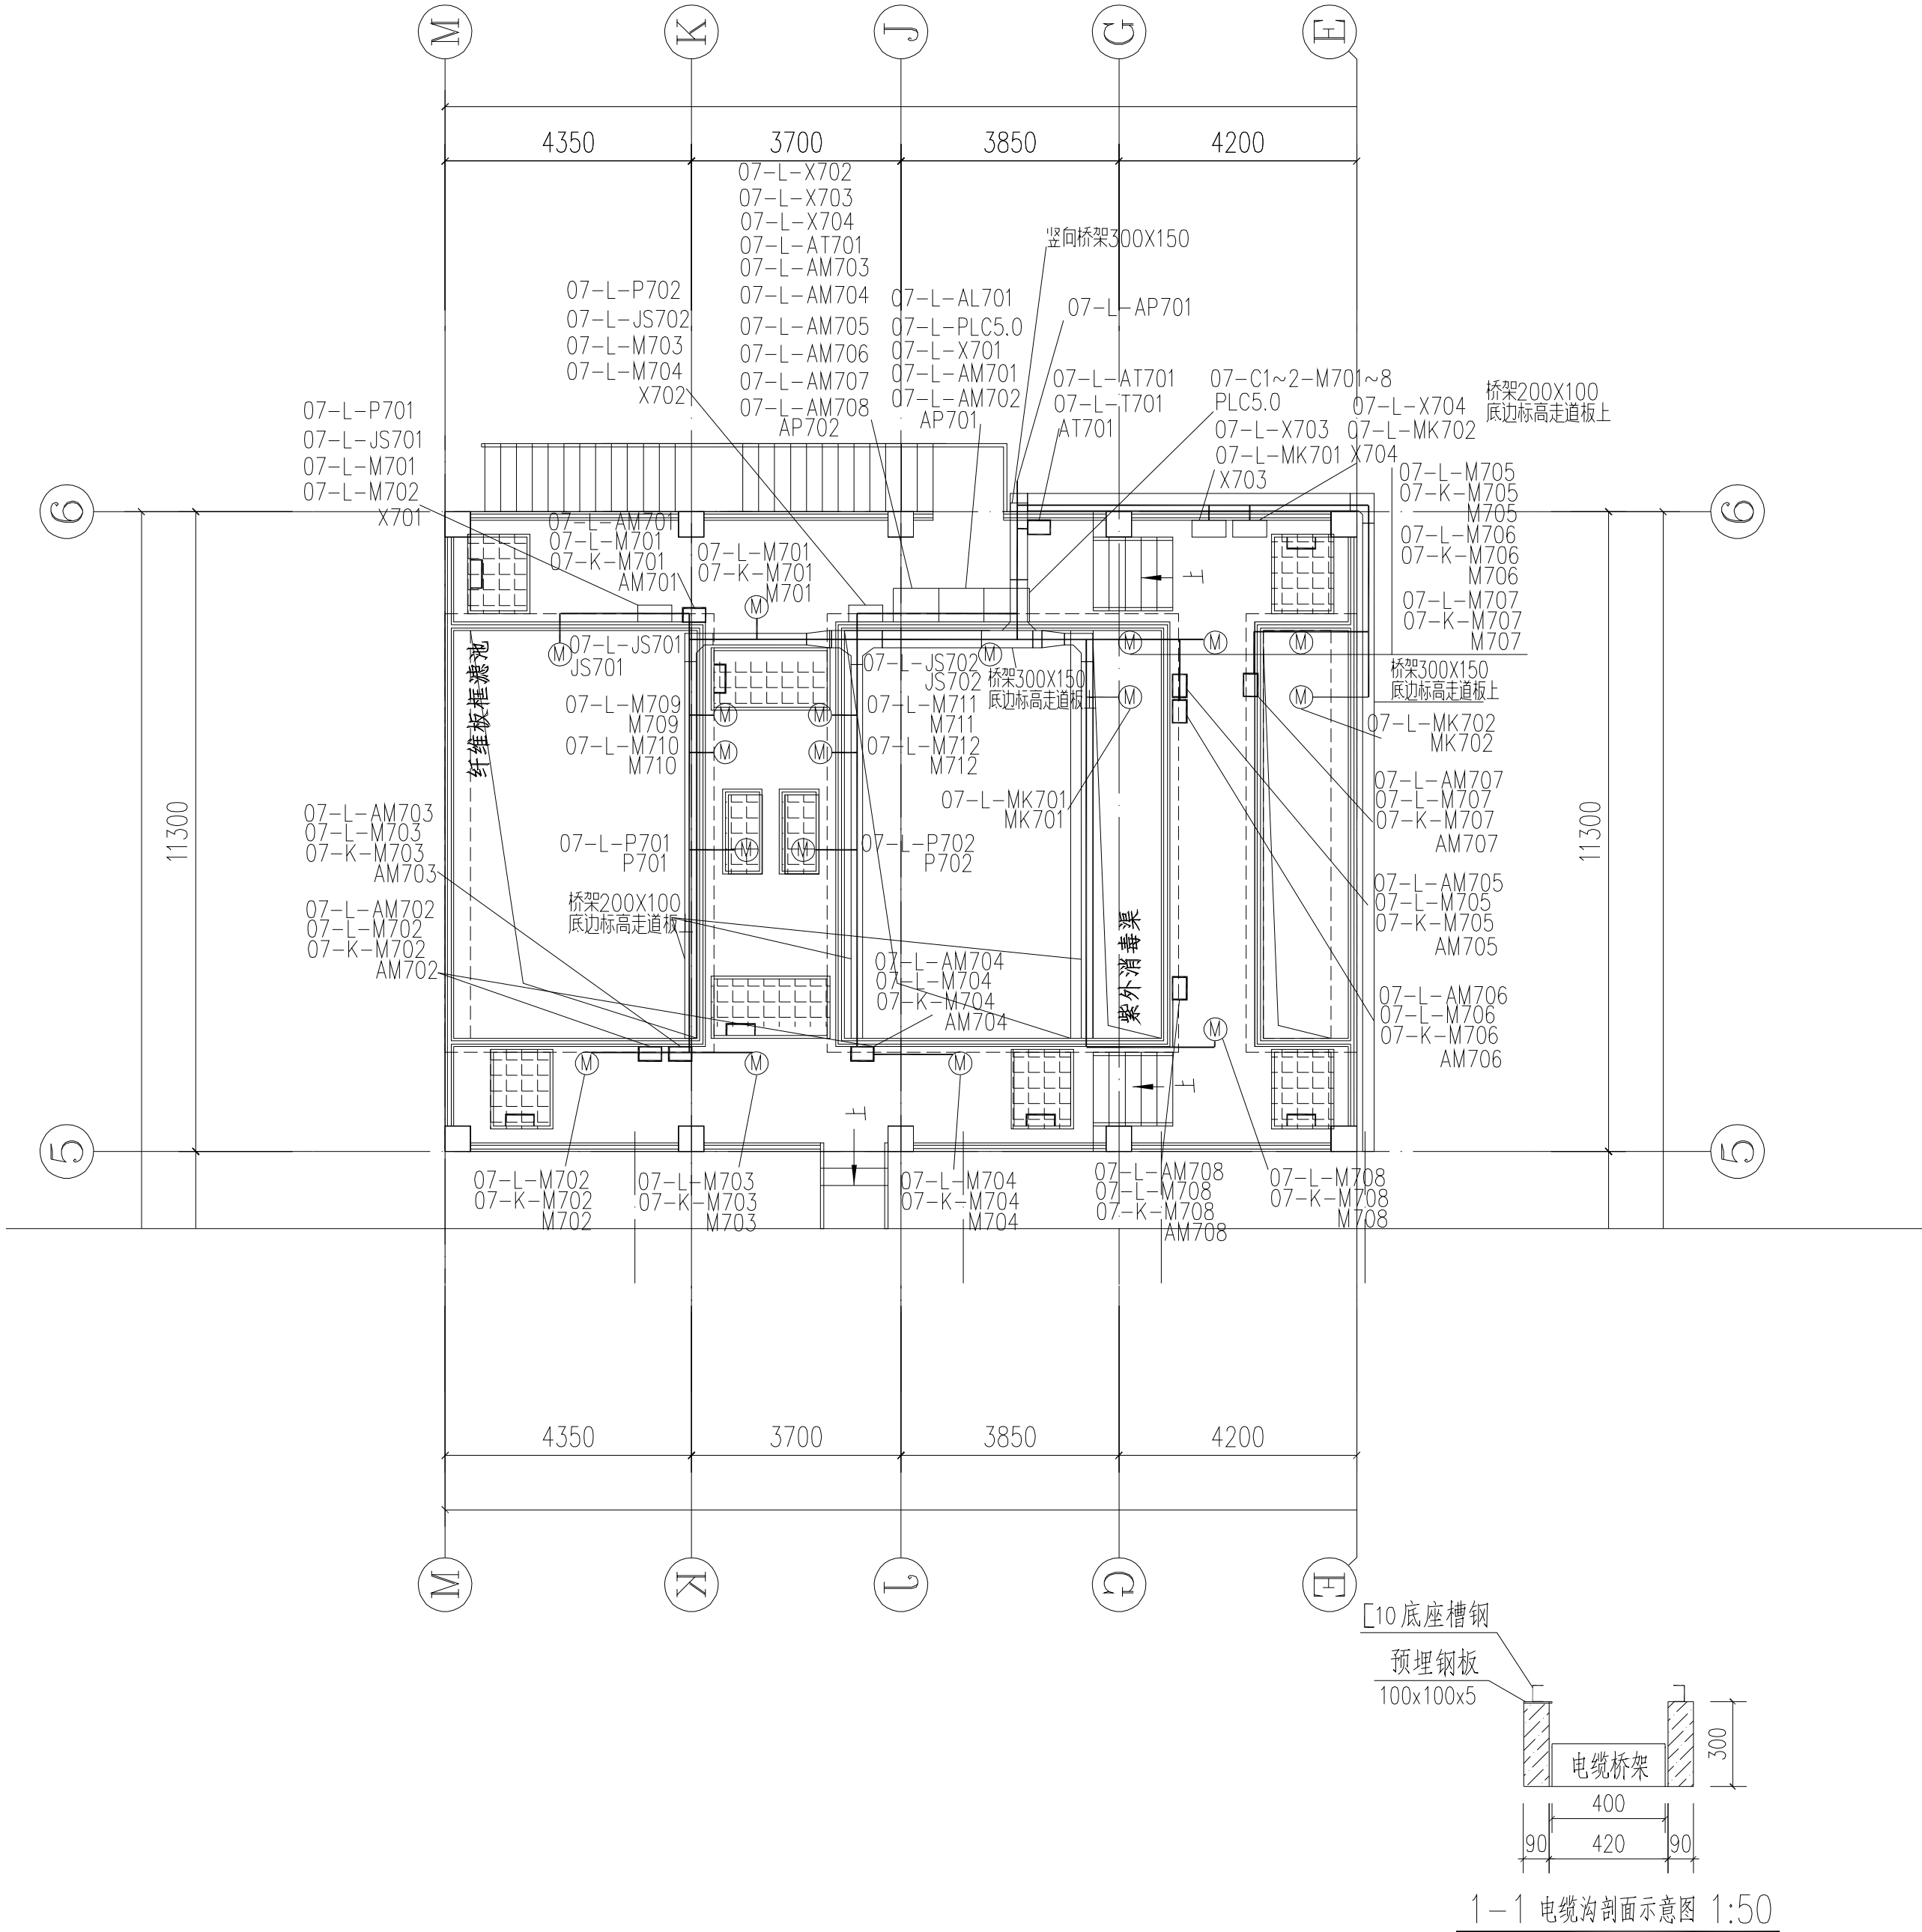 M
K
J
G
E
4350
3700
3850
4200
07-L-X702
07-L-X703
07-L-X704
07-L-AT701
07-L-AM703
07-L-AM704
07-L-AM705
07-L-AM706
07-L-AM707
07-L-AM708
AP702
竖向桥架300X150
07-L-P702
07-L-JS702
07-L-M703
07-L-M704
X702
07-L-AL701
07-L-PLC5.0
07-L-X701
07-L-AM701
07-L-AM702
AP701
07-L-AP701
07-L-AT701
07-L-T701
AT701
07-C1~2-M701~8
PLC5.0
07-L-X703
07-L-MK701
X703
07-L-X704
07-L-MK702
X704
桥架200X100
底边标高走道板上
07-L-P701
07-L-JS701
07-L-M701
07-L-M702
X701
07-L-M705
07-K-M705
M705
07-L-M706
07-K-M706
M706
07-L-M707
07-K-M707
M707
6
6
07-L-AM701
07-L-M701
07-K-M701
AM701
07-L-M701
07-K-M701
M701
上
M
M
M
M
M
M
纤维板框滤池
07-L-JS701
JS701
07-L-JS702
JS702
桥架300X150
底边标高走道板上
桥架300X150
底边标高走道板上
M
M
07-L-M709
M709
M
M
07-L-M711
M711
07-L-M710
M710
M
M
07-L-M712
M712
07-L-MK702
MK702
07-L-MK701
MK701
07-L-AM707
07-L-M707
07-K-M707
AM707
11300
11300
07-L-AM703
07-L-M703
07-K-M703
AM703
07-L-P701
P701
M
M
07-L-P702
P702
07-L-AM705
07-L-M705
07-K-M705
AM705
桥架200X100
底边标高走道板上
07-L-AM702
07-L-M702
07-K-M702
AM702
紫外消毒渠
07-L-AM704
07-L-M704
07-K-M704
AM704
07-L-AM706
07-L-M706
07-K-M706
AM706
M
M
M
M
上
上
5
5
07-L-M702
07-K-M702
M702
07-L-M703
07-K-M703
M703
07-L-M704
07-K-M704
M704
07-L-AM708
07-L-M708
07-K-M708
AM708
07-L-M708
07-K-M708
M708
4350
3700
3850
4200
M
K
J
G
E
[10 底座槽钢
预埋钢板
100x100x5
电缆桥架
300
400
90
420
90
1-1 电缆沟剖面示意图 1:50